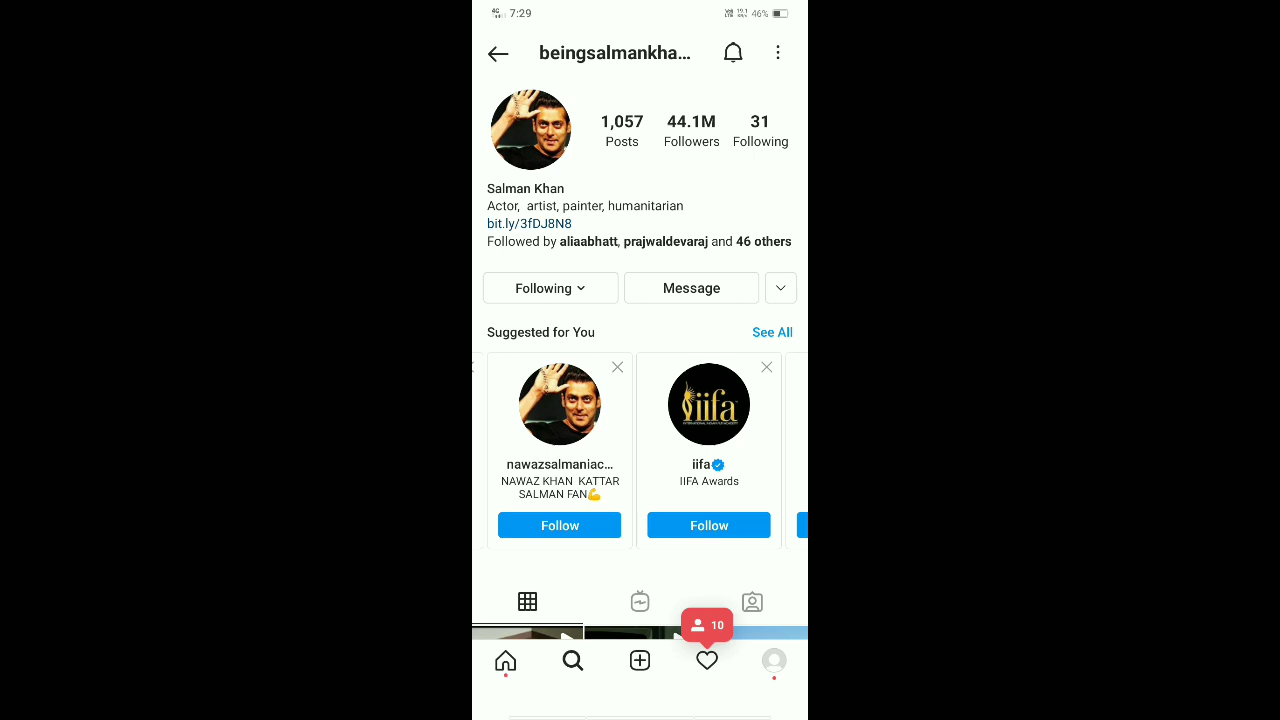 4G 7:29 46%
beingsalmankha...
1,057 44.1M 31
Posts Followers Following
Salman Khan
Actor, artist, painter, humanitarian
bit.ly/3fDJ8N8
Followed by aliaabhatt, prajwaldevaraj and 46 others
Following Message
Suggested for You See All
iifa
nawazsalmaniac... iifa
NAWAZ KHAN KATTAR IIFA Awards
SALMAN FAN💪
Follow Follow
10